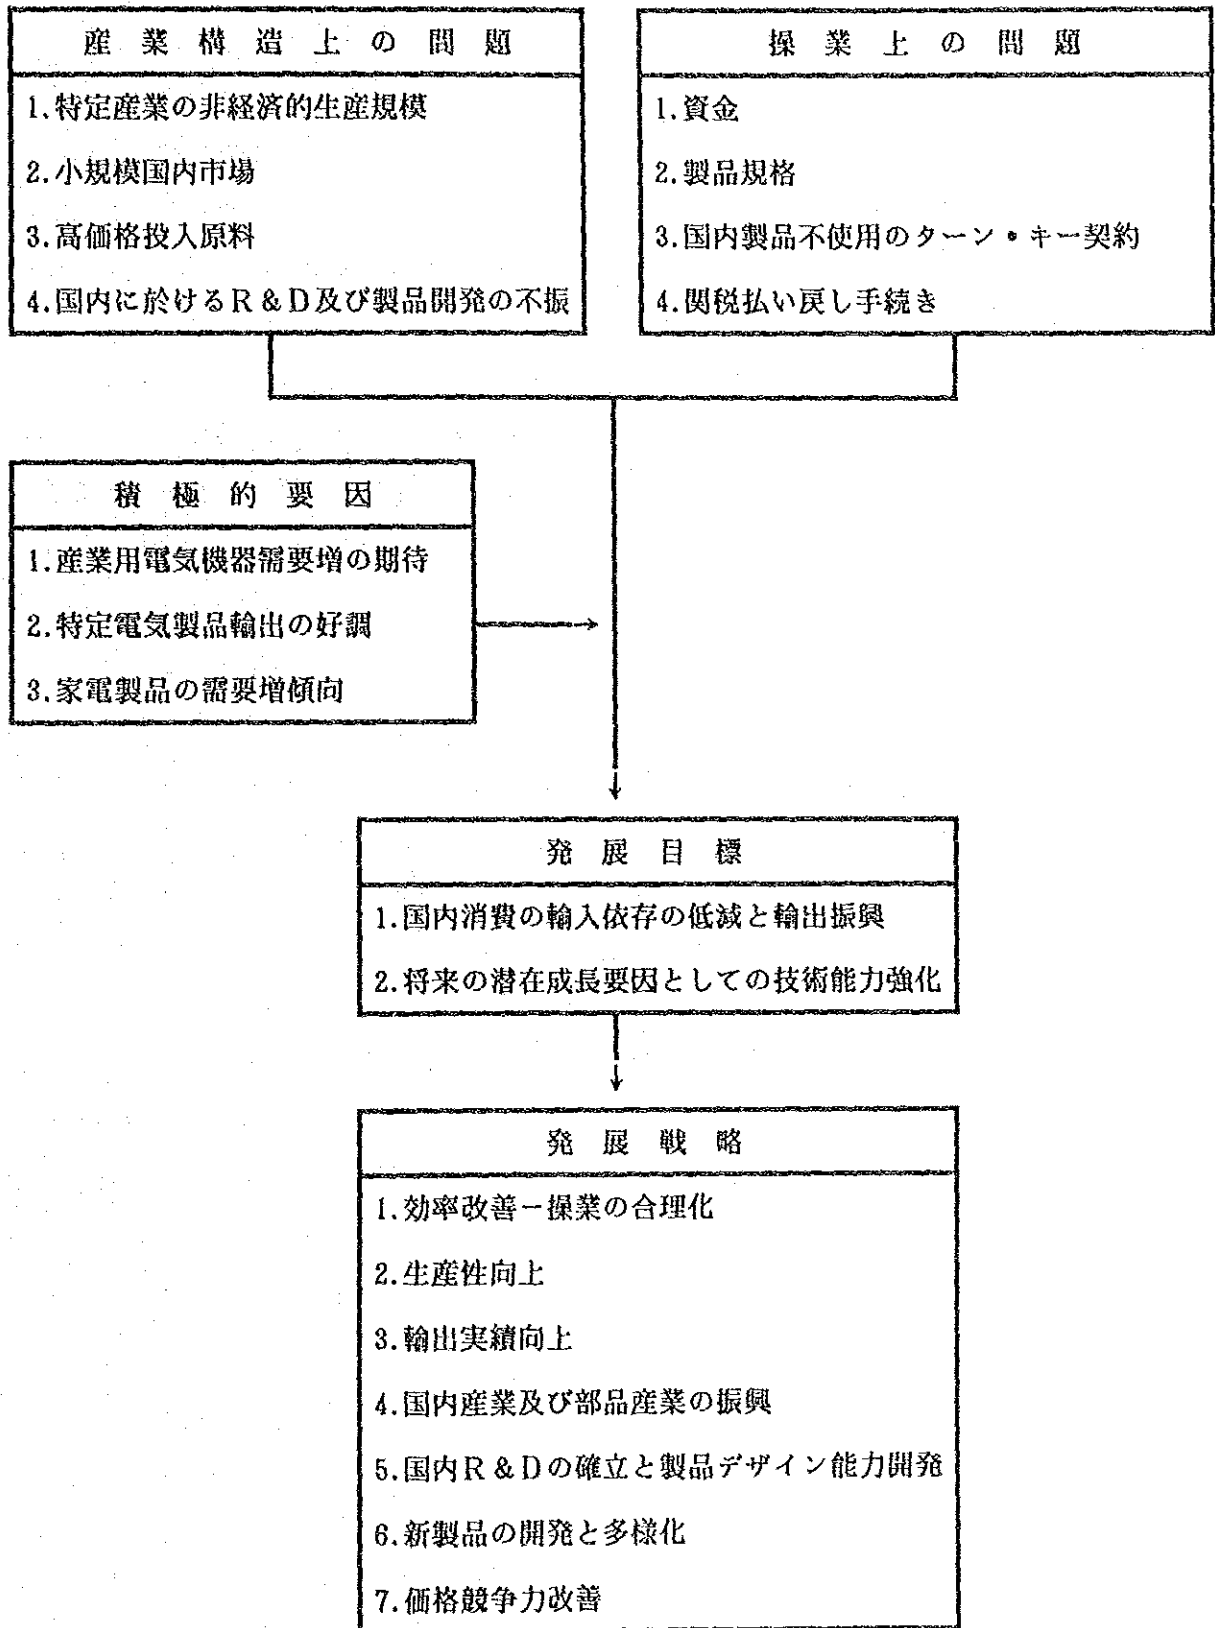 産業構造上の問題
1.特定産業の非経済的生産規模
2.小規模国内市場
3.高価格投入原料
4.国内に於けるR&D及び製品開発の不振
操業上の問題
1.資金
2.製品規格
3.国内製品不使用のターン・キー契約
4.関税払い戻し手続き
積極的要因
1.産業用電気機器需要増の期待
2.特定電気製品輸出の好調
3.家電製品の需要増傾向
発展目標
1.国内消費の輸入依存の低減と輸出振興
2.将来の潜在成長要因としての技術能力強化
発展戦略
1.効率改善－操業の合理化
2.生産性向上
3.輸出実績向上
4.国内産業及び部品産業の振興
5.国内R&Dの確立と製品デザイン能力開発
6.新製品の開発と多様化
7.価格競争力改善